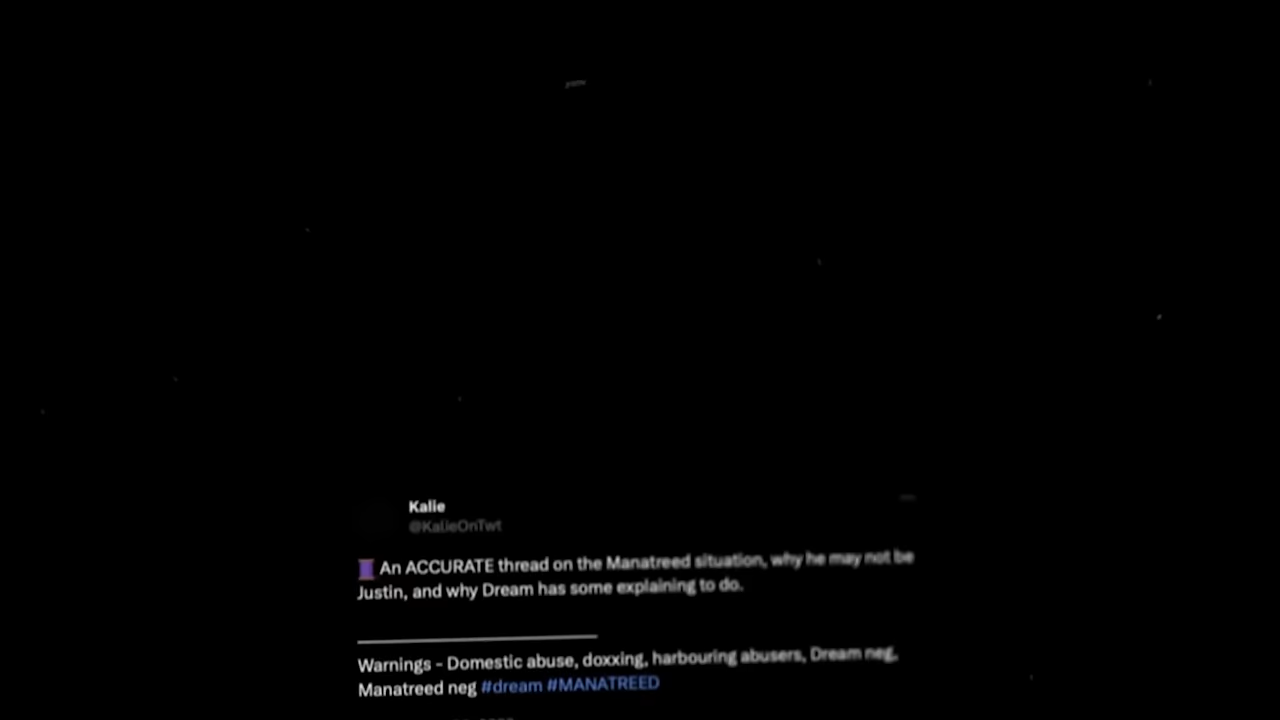 Kalie
@KalieOnTwt
🧵 An ACCURATE thread on the Manatreed situation, why he may not be
Justin, and why Dream has some explaining to do.
Warnings - Domestic abuse, doxxing, harbouring abusers, Dream neg,
Manatreed neg #dream #MANATREED